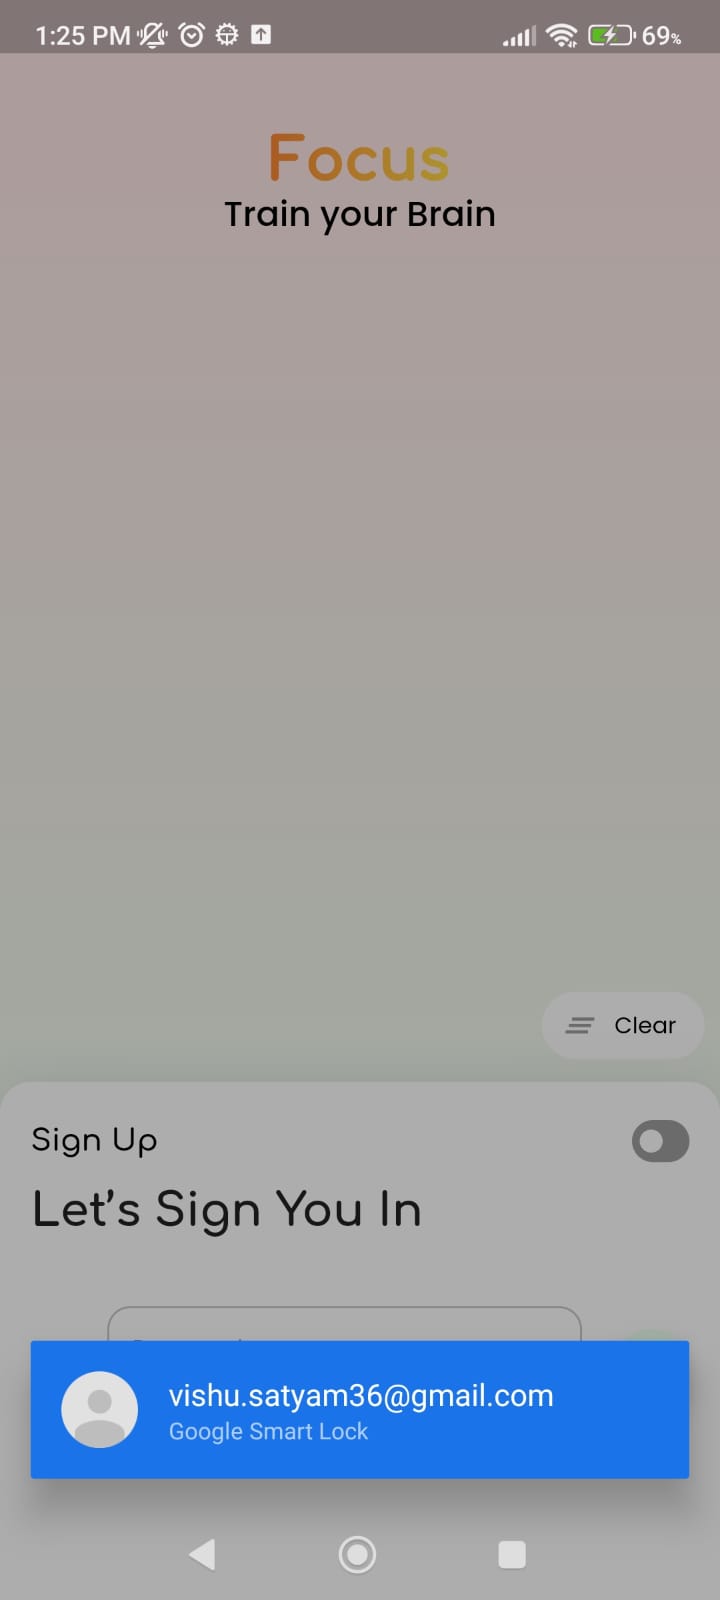 1:25 PM
69%
Focus
Train your Brain
Clear
Sign Up
Let's Sign You In
vishu.satyam36@gmail.com
Google Smart Lock